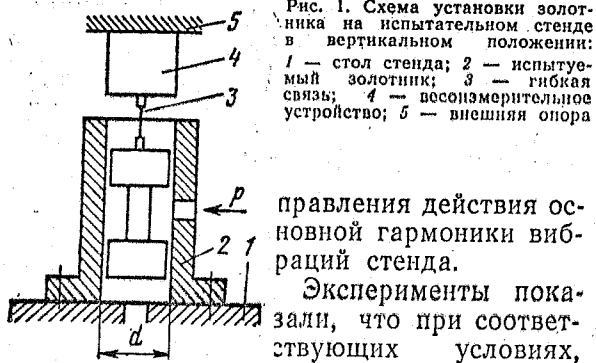 Рис. 1. Схема установки золот-
ника на испытательном стенде
в вертикальном положении:
1 — стол стенда; 2 — испытуе-
мый золотник; 3 — гибкая
связь; 4 — весоизмерительное
устройство; 5 — внешняя опора
5
4
3
p
2 1
d
правления действия ос-
новной гармоники виб-
раций стенда.
Эксперименты пока-
зали, что при соответ-
ствующих условиях,